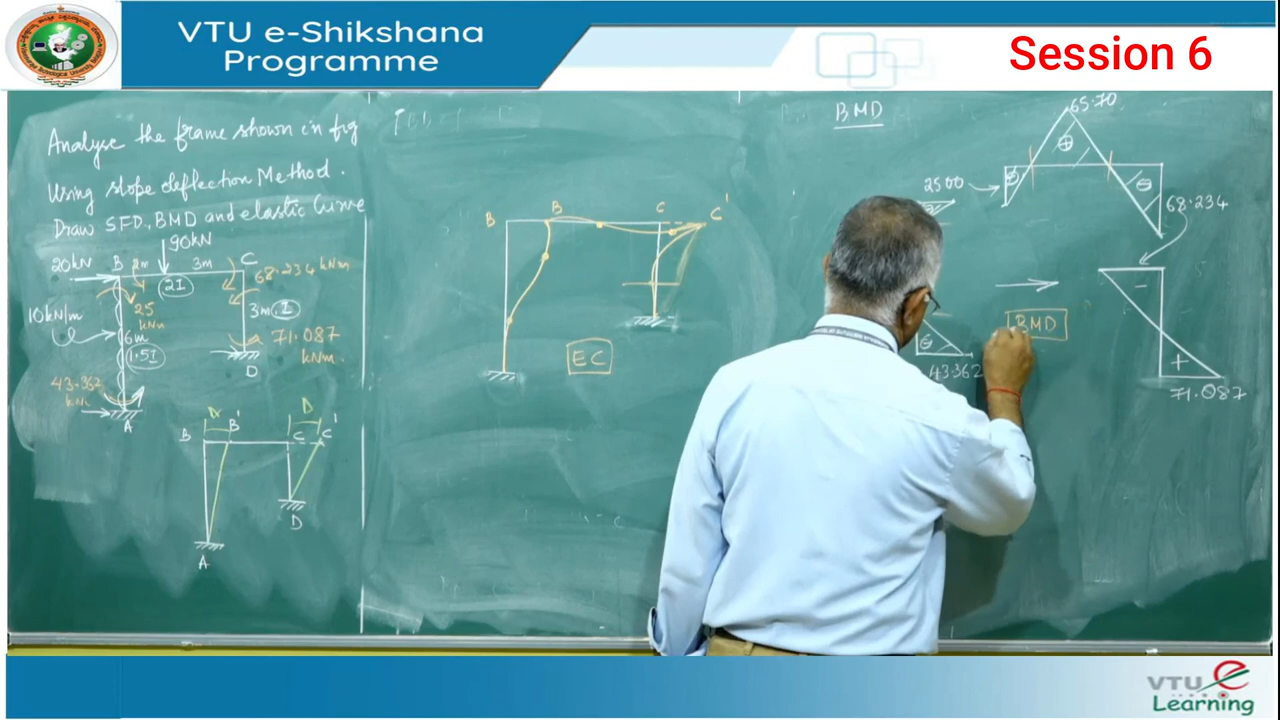 VTU e-Shikshana
Programme
Session 6
Analyse the frame shown in fig
Using slope deflection Method.
Draw SFD, BMD and elastic Curve
90kN
20kN B 2m 3m C
2I
68.234 kNm
25
kNm
10kN/m
6m
1.5I
3m I
71.087
kNm.
D
43.362
kNm
A
Δ Δ
B B' C C'
D
A
B B C C'
EC
BMD
65.70
⊕
2500
⊖ ⊖
68.234
-
BMD
⊖
43.362
+
71.087
VTU e
Learning